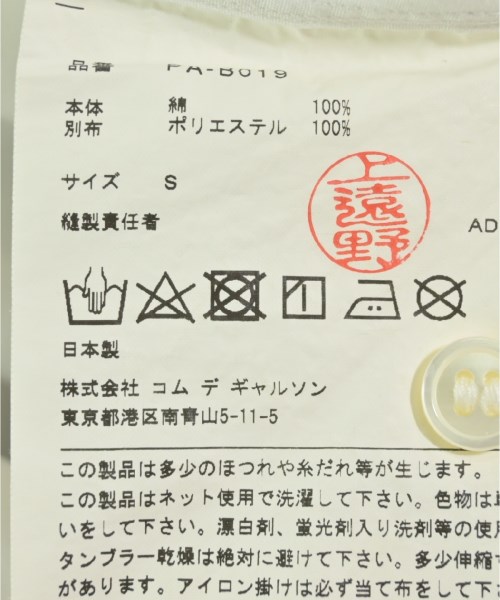 品番 PA-B019
本体 綿 100%
別布 ポリエステル 100%
サイズ S
縫製責任者
上遠野
AD
日本製
株式会社 コム デ ギャルソン
東京都港区南青山5-11-5
この製品は多少のほつれや糸だれ等が生じます。
この製品はネット使用で洗濯して下さい。色物は
いをして下さい。漂白剤、蛍光剤入り洗剤等の使
タンブラー乾燥は絶対に避けて下さい。多少伸縮
があります。アイロン掛けは必ず当て布をして下